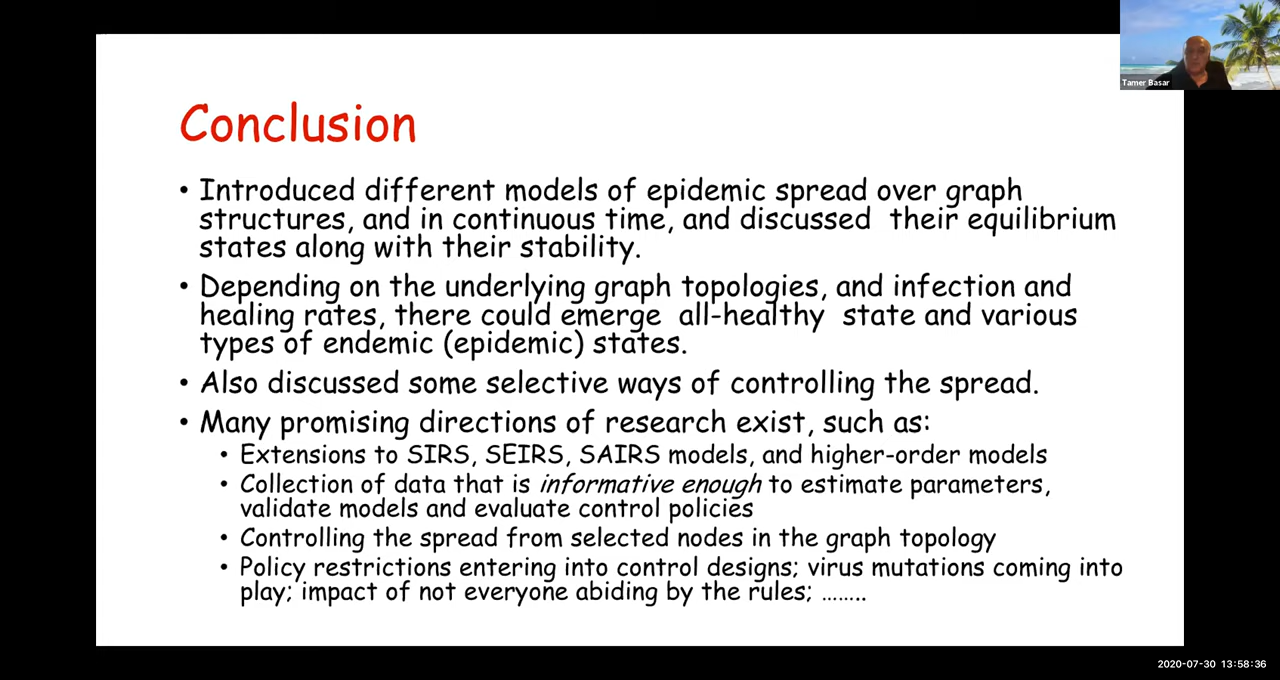 Conclusion
• Introduced different models of epidemic spread over graph
structures, and in continuous time, and discussed their equilibrium
states along with their stability.
• Depending on the underlying graph topologies, and infection and
healing rates, there could emerge all-healthy state and various
types of endemic (epidemic) states.
• Also discussed some selective ways of controlling the spread.
• Many promising directions of research exist, such as:
• Extensions to SIRS, SEIRS, SAIRS models, and higher-order models
• Collection of data that is informative enough to estimate parameters,
validate models and evaluate control policies
• Controlling the spread from selected nodes in the graph topology
• Policy restrictions entering into control designs; virus mutations coming into
play; impact of not everyone abiding by the rules; ........
Tamer Basar
2020-07-30 13:58:36